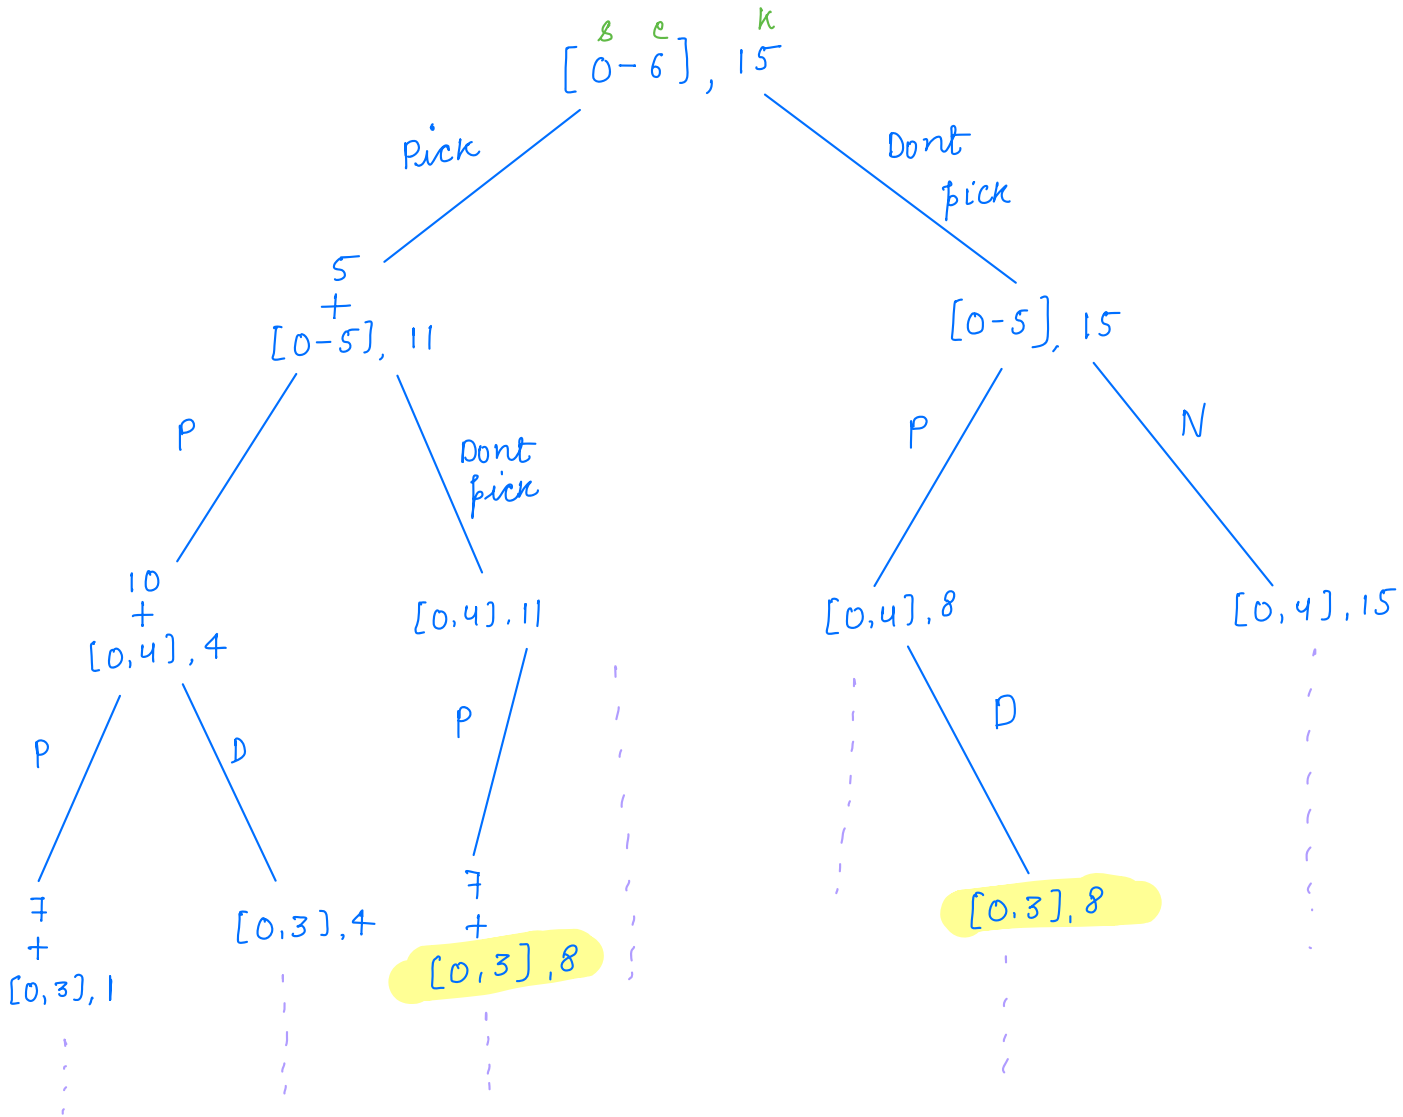 s e k
[ 0 - 6 ] , 15
Pick
Dont
pick
5
+
[0-5], 11
[0-5], 15
P
Dont
pick
P
N
10
+
[0,4], 4
[0,4], 11
[0,4], 8
[0,4], 15
P
D
P
D
7
+
[0,3], 1
[0,3], 4
7
+
[0,3], 8
[0,3], 8